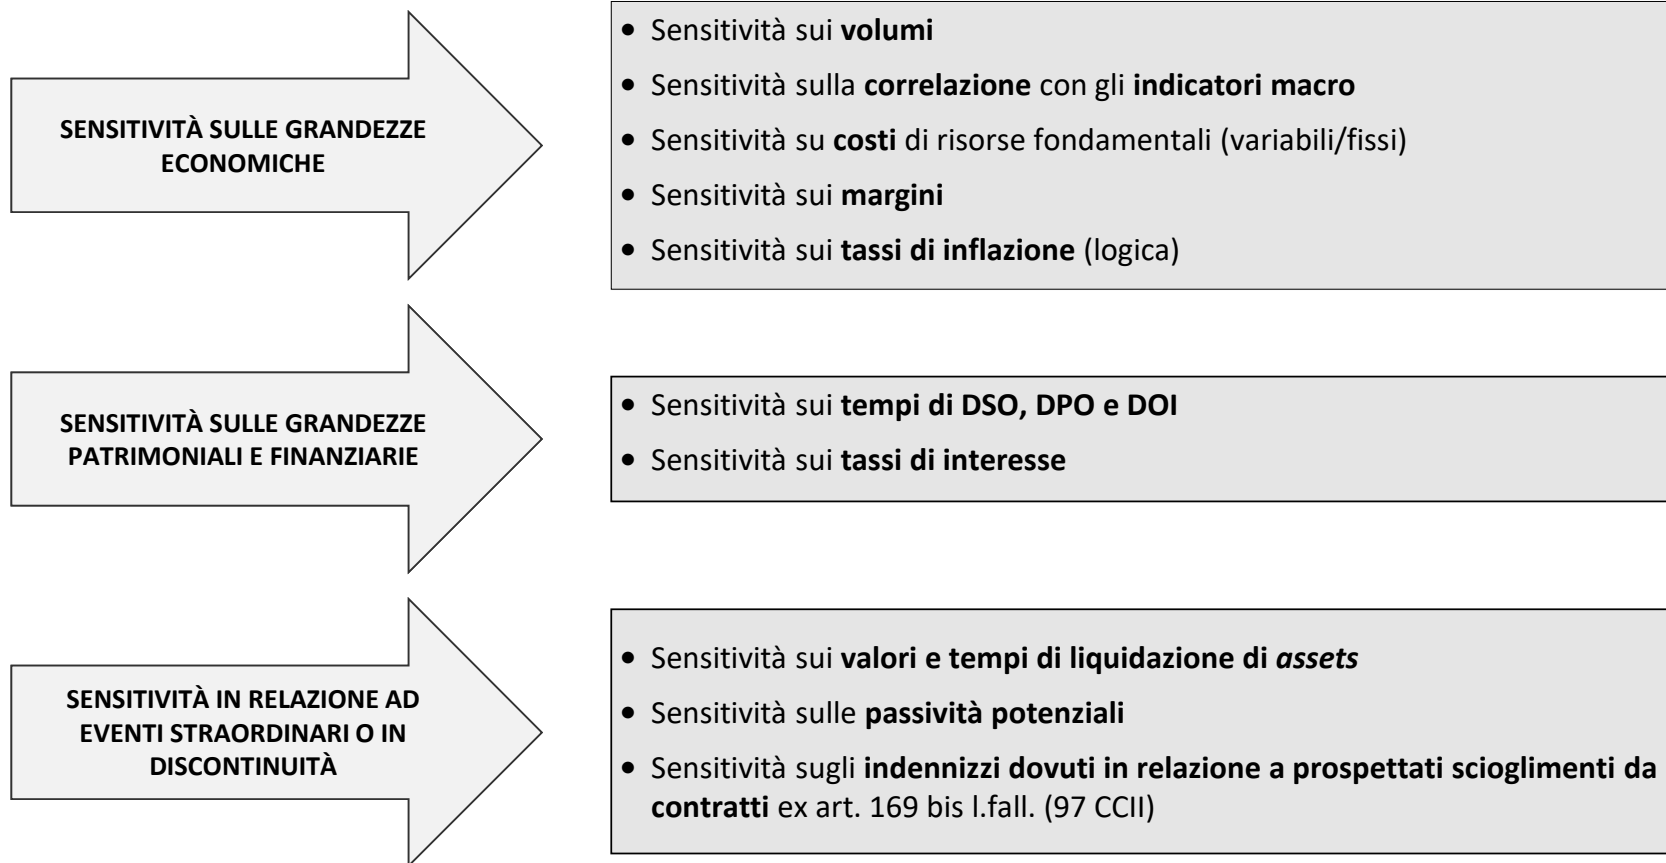 SENSITIVITÀ SULLE GRANDEZZE
ECONOMICHE
• Sensitività sui volumi
• Sensitività sulla correlazione con gli indicatori macro
• Sensitività su costi di risorse fondamentali (variabili/fissi)
• Sensitività sui margini
• Sensitività sui tassi di inflazione (logica)
SENSITIVITÀ SULLE GRANDEZZE
PATRIMONIALI E FINANZIARIE
• Sensitività sui tempi di DSO, DPO e DOI
• Sensitività sui tassi di interesse
SENSITIVITÀ IN RELAZIONE AD
EVENTI STRAORDINARI O IN
DISCONTINUITÀ
• Sensitività sui valori e tempi di liquidazione di assets
• Sensitività sulle passività potenziali
• Sensitività sugli indennizzi dovuti in relazione a prospettati scioglimenti da
contratti ex art. 169 bis l.fall. (97 CCII)